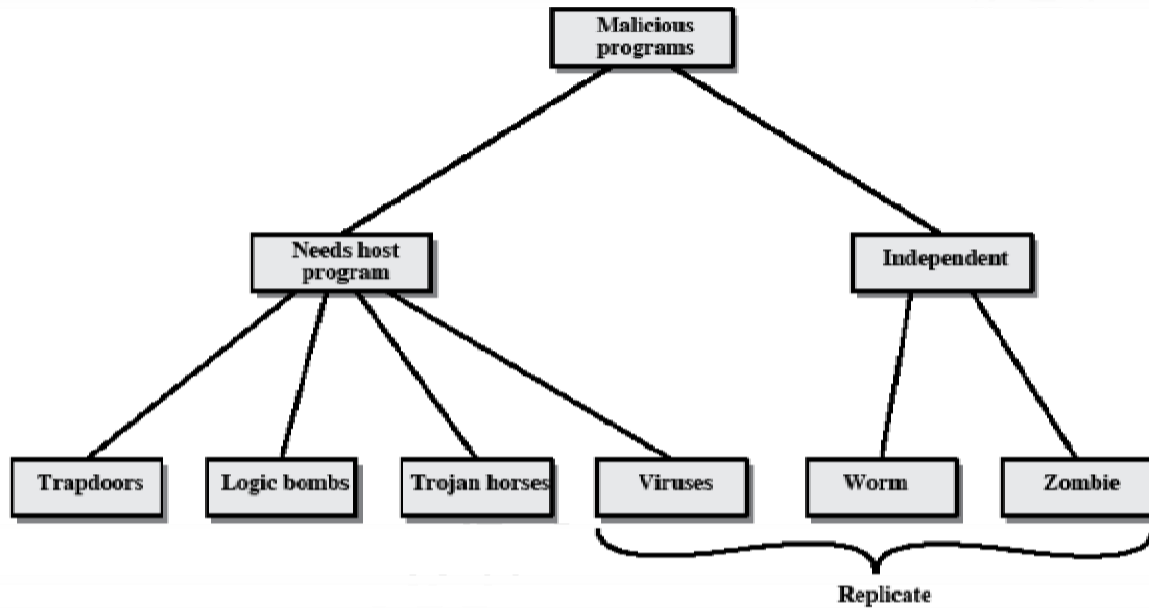 Malicious
programs
Needs host
program
Independent
Trapdoors
Logic bombs
Trojan horses
Viruses
Worm
Zombie
Replicate